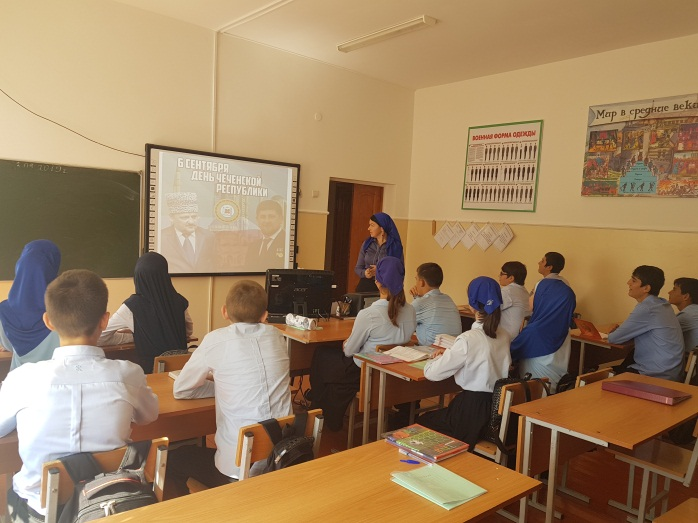 6 СЕНТЯБРЯ
ДЕНЬ ЧЕЧЕНСКОЙ
РЕСПУБЛИКИ
ВОЕННАЯ ФОРМА ОДЕЖДЫ
Мир в средние века